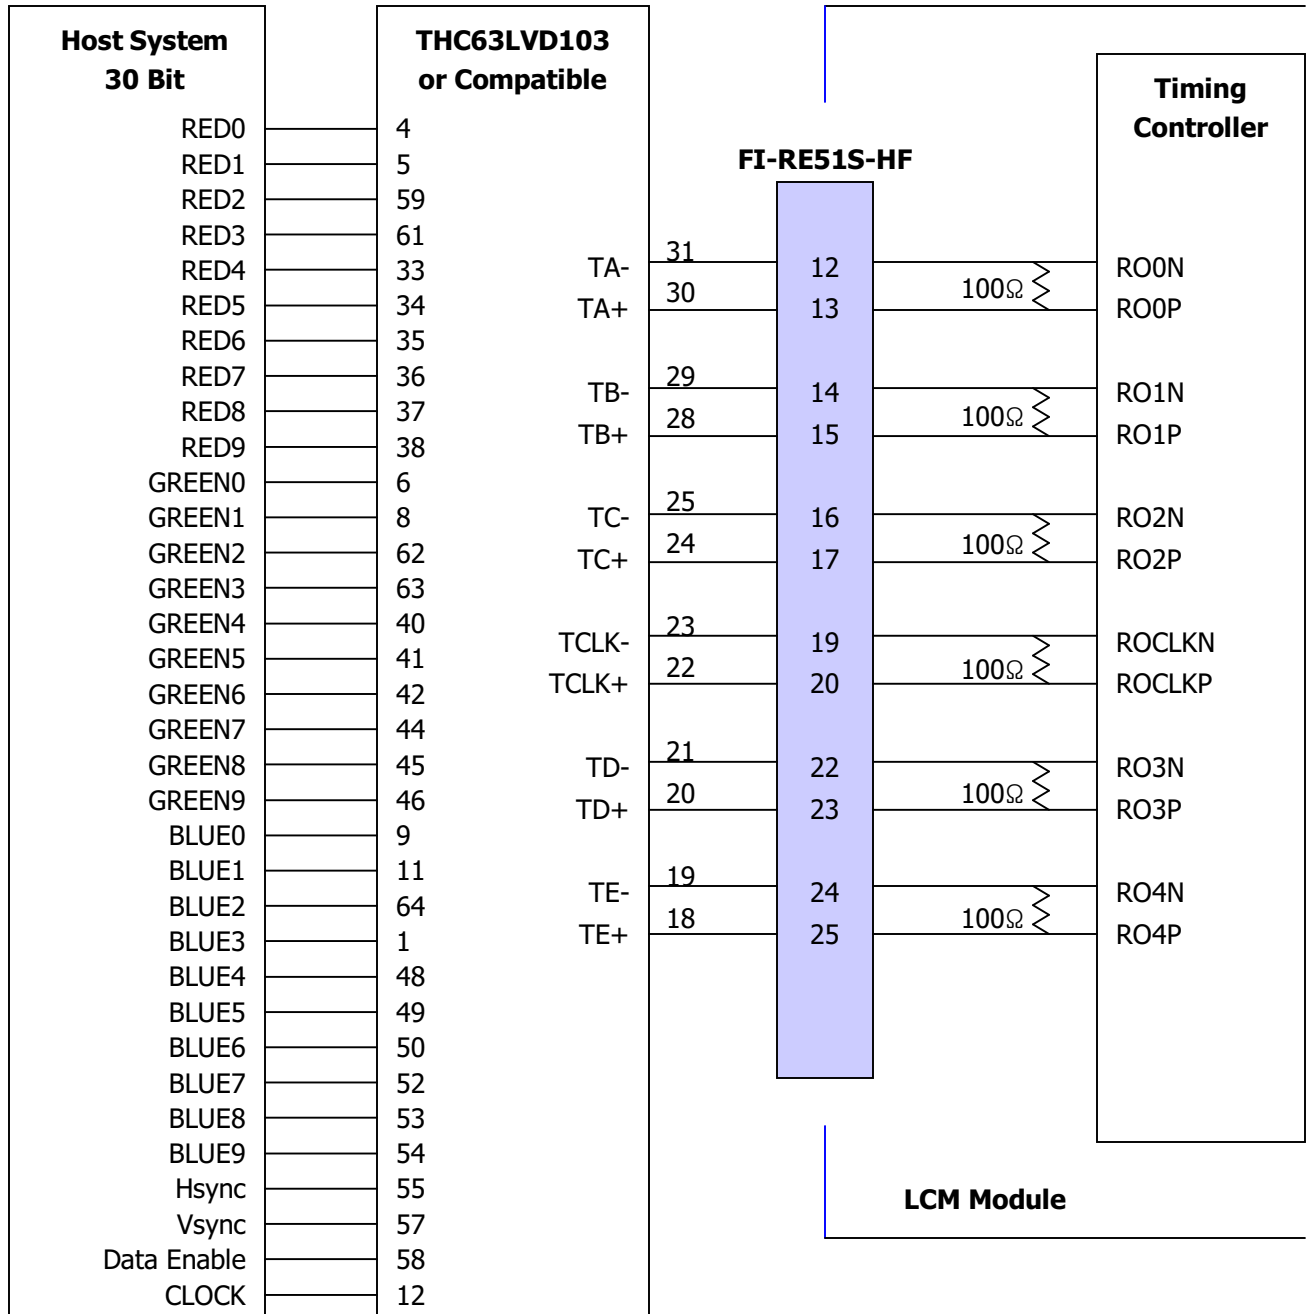 Host System
30 Bit
RED0
RED1
RED2
RED3
RED4
RED5
RED6
RED7
RED8
RED9
GREEN0
GREEN1
GREEN2
GREEN3
GREEN4
GREEN5
GREEN6
GREEN7
GREEN8
GREEN9
BLUE0
BLUE1
BLUE2
BLUE3
BLUE4
BLUE5
BLUE6
BLUE7
BLUE8
BLUE9
Hsync
Vsync
Data Enable
CLOCK
THC63LVD103
or Compatible
4
5
59
61
33
34
35
36
37
38
6
8
62
63
40
41
42
44
45
46
9
11
64
1
48
49
50
52
53
54
55
57
58
12
TA-
TA+
TB-
TB+
TC-
TC+
TCLK-
TCLK+
TD-
TD+
TE-
TE+
31
30
29
28
25
24
23
22
21
20
19
18
FI-RE51S-HF
12
13
14
15
16
17
19
20
22
23
24
25
100Ω
100Ω
100Ω
100Ω
100Ω
100Ω
Timing
Controller
RO0N
RO0P
RO1N
RO1P
RO2N
RO2P
ROCLKN
ROCLKP
RO3N
RO3P
RO4N
RO4P
LCM Module